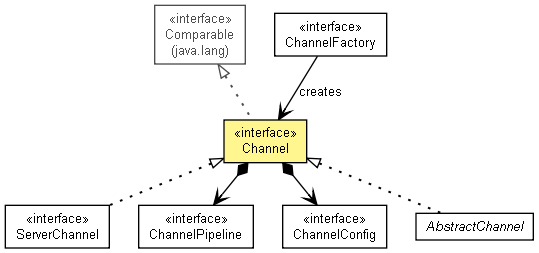 «interface»
Comparable
(java.lang)
«interface»
ChannelFactory
creates
«interface»
Channel
«interface»
ServerChannel
«interface»
ChannelPipeline
«interface»
ChannelConfig
AbstractChannel